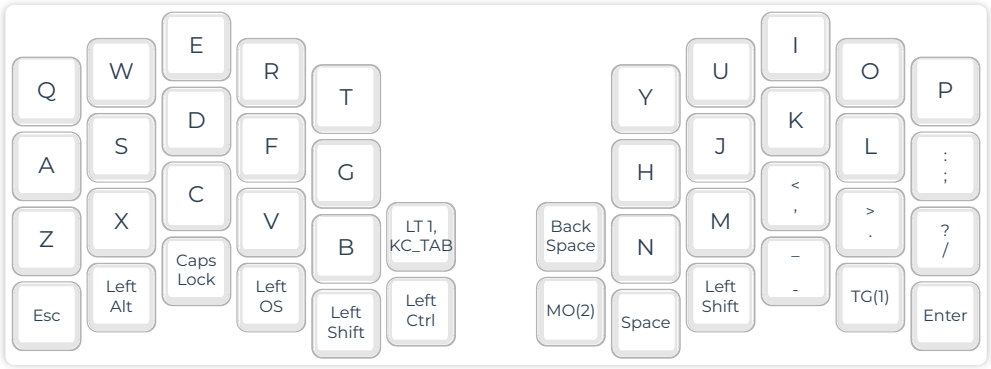 Q
W
E
R
T
Y
U
I
O
P
A
S
D
F
G
H
J
K
L
:
;
Z
X
C
V
B
LT 1,
KC_TAB
Back
Space
N
M
<
,
>
.
?
/
Esc
Left
Alt
Caps
Lock
Left
OS
Left
Shift
Left
Ctrl
MO(2)
Space
Left
Shift
_
-
TG(1)
Enter